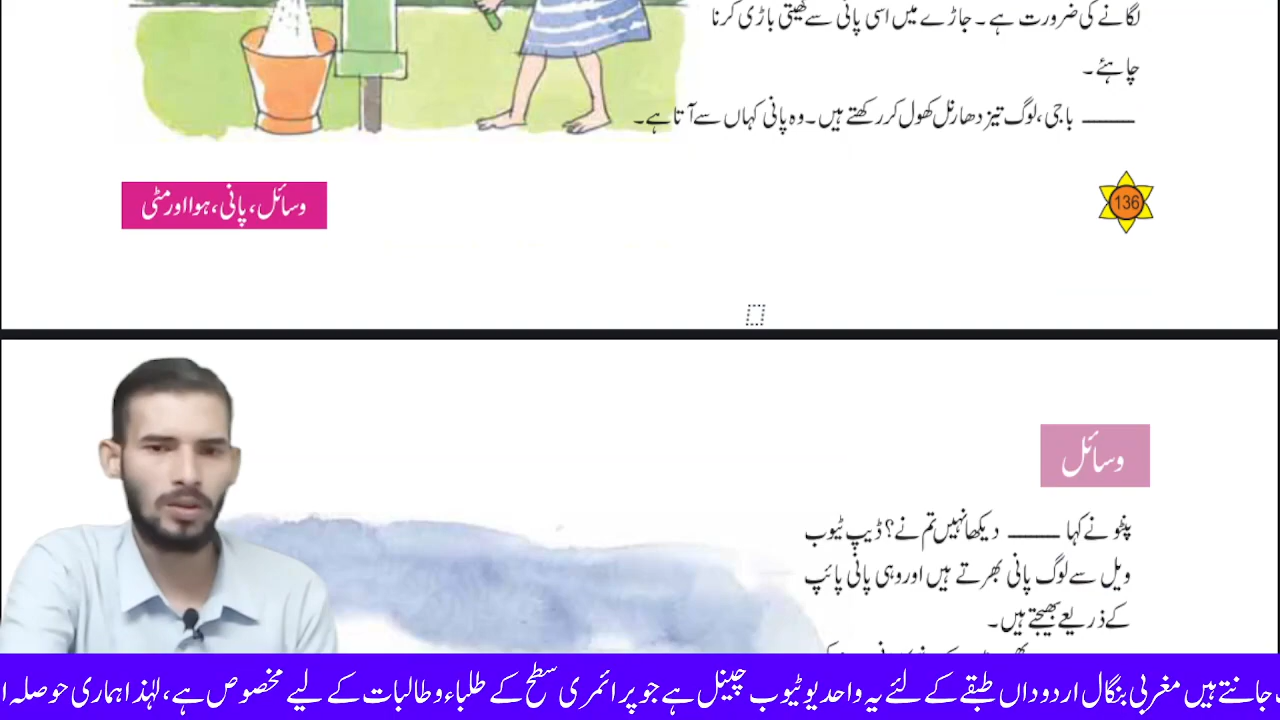 لگانے کی ضرورت ہے ۔ جاڑے میں اسی پانی سے کھیتی باڑی کرنا
چاہئے ۔
ـــــــــ باجی، لوگ تیز دھار نل کھول کر رکھتے ہیں ۔ وہ پانی کہاں سے آتا ہے ۔
وسائل، پانی، ہوا اور مٹی
136
وسائل
پنٹو نے کہا ـــــــــ دیکھا نہیں تم نے؟ ڈیپ ٹیوب
ویل سے لوگ پانی بھرتے ہیں اور وہی پانی پائپ
کے ذریعے بھیجتے ہیں ۔
جانتے ہیں مغربی بنگال اردو داں طبقے کے لئے یہ واحد یوٹیوب چینل ہے جو پرائمری سطح کے طلباء و طالبات کے لیے مخصوص ہے، لہٰذا ہماری حوصلہ ا